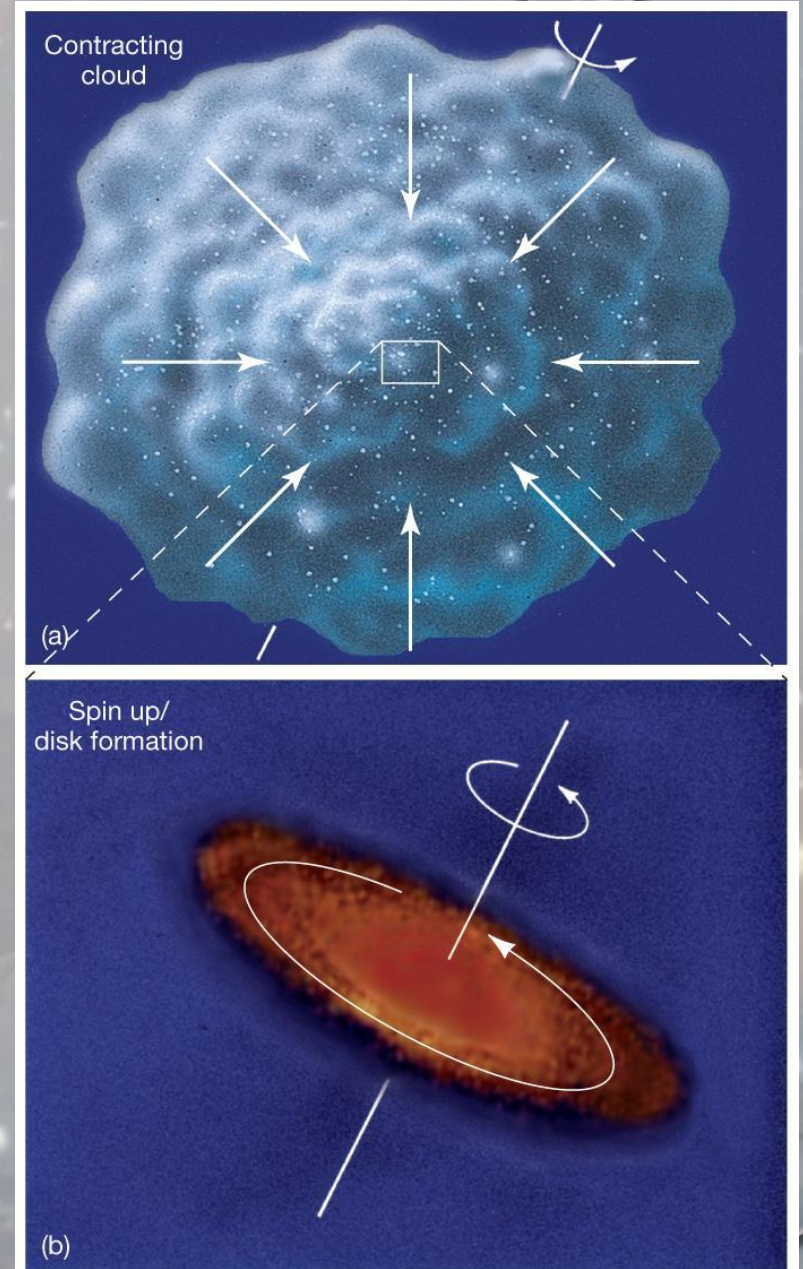 Contracting
cloud
(a)
Spin up/
disk formation
(b)